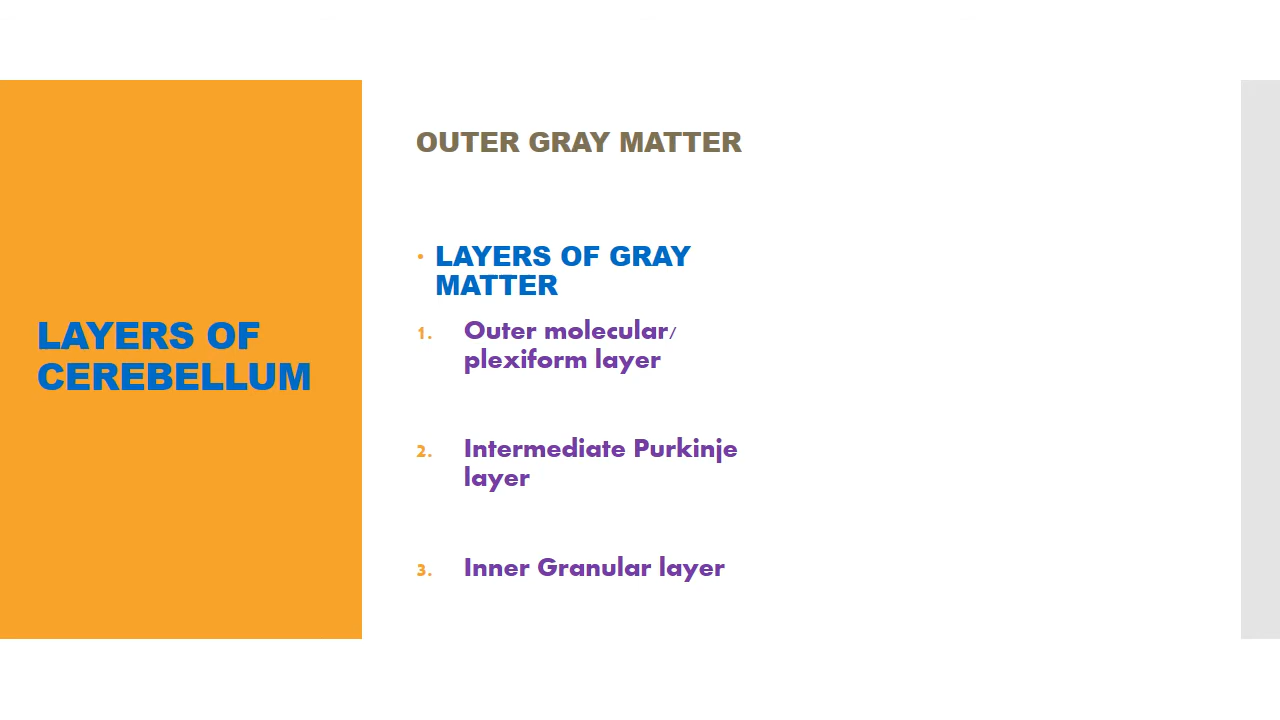 LAYERS OF
CEREBELLUM
OUTER GRAY MATTER
• LAYERS OF GRAY
MATTER
1. Outer molecular/
plexiform layer
2. Intermediate Purkinje
layer
3. Inner Granular layer